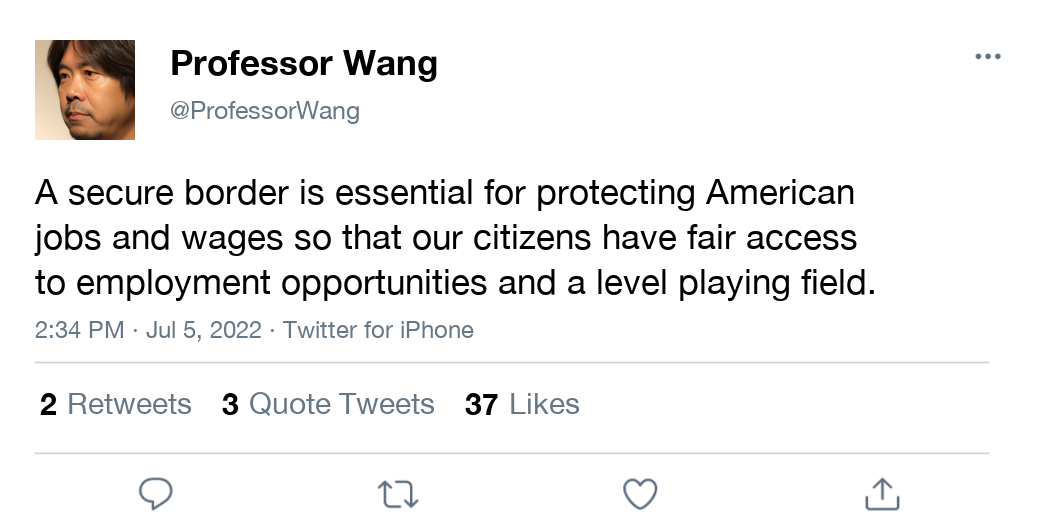 Professor Wang
@ProfessorWang
A secure border is essential for protecting American
jobs and wages so that our citizens have fair access
to employment opportunities and a level playing field.
2:34 PM · Jul 5, 2022 · Twitter for iPhone
2 Retweets 3 Quote Tweets 37 Likes